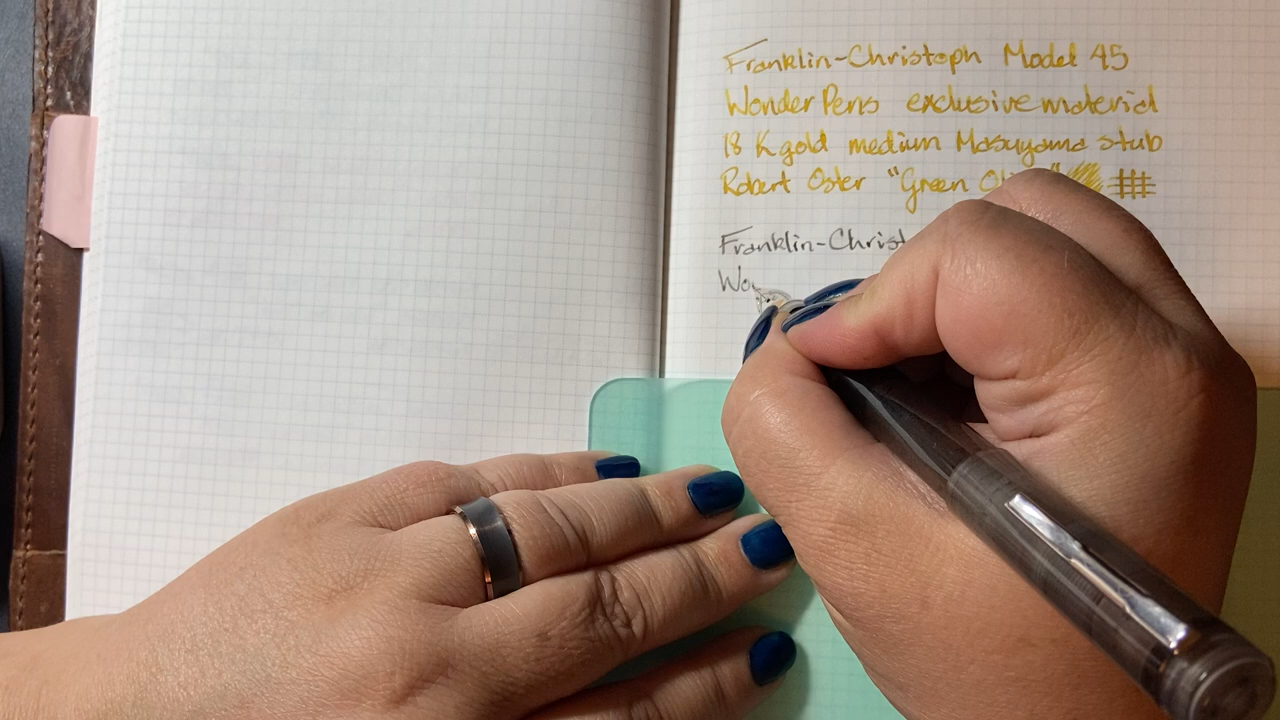 Franklin-Christoph Model 45
Wonder Pens exclusive material
18 K gold medium Masuyama stub
Robert Oster "Green
Franklin-Christ
Wo